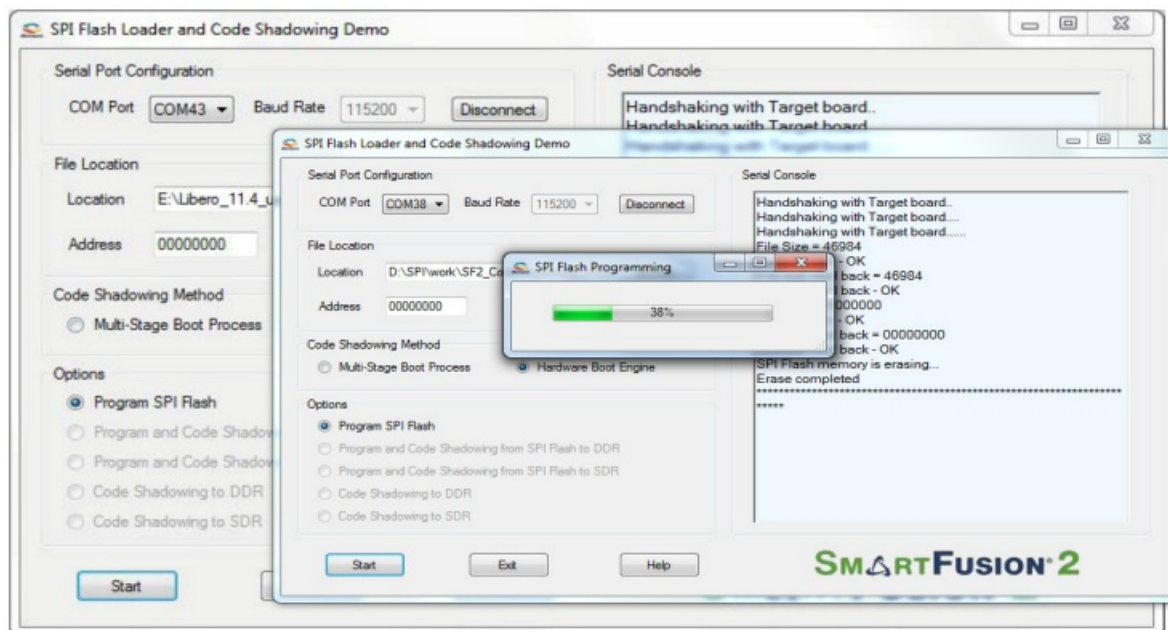 SPI Flash Loader and Code Shadowing Demo
Serial Port Configuration
COM Port COM43 Baud Rate 115200 Disconnect
File Location
Location E:\Libero_11.4_u
Address 00000000
Code Shadowing Method
Multi-Stage Boot Process
Options
Program SPI Flash
Program and Code Shadow
Program and Code Shadow
Code Shadowing to DDR
Code Shadowing to SDR
Start
Serial Console
Handshaking with Target board..
Handshaking with Target board....
Handshaking with Target board
SPI Flash Loader and Code Shadowing Demo
Serial Port Configuration
COM Port COM38 Baud Rate 115200 Disconnect
File Location
Location D:\SPI\work\SF2_Co
Address 00000000
Code Shadowing Method
Multi-Stage Boot Process Hardware Boot Engine
Options
Program SPI Flash
Program and Code Shadowing from SPI Flash to DDR
Program and Code Shadowing from SPI Flash to SDR
Code Shadowing to DDR
Code Shadowing to SDR
Start Exit Help
Serial Console
Handshaking with Target board..
Handshaking with Target board....
Handshaking with Target board......
File Size = 46984
- OK
back = 46984
back - OK
000000
- OK
back = 00000000
back - OK
SPI Flash memory is erasing...
Erase completed
*****
SPI Flash Programming
38%
SMARTFUSION®2